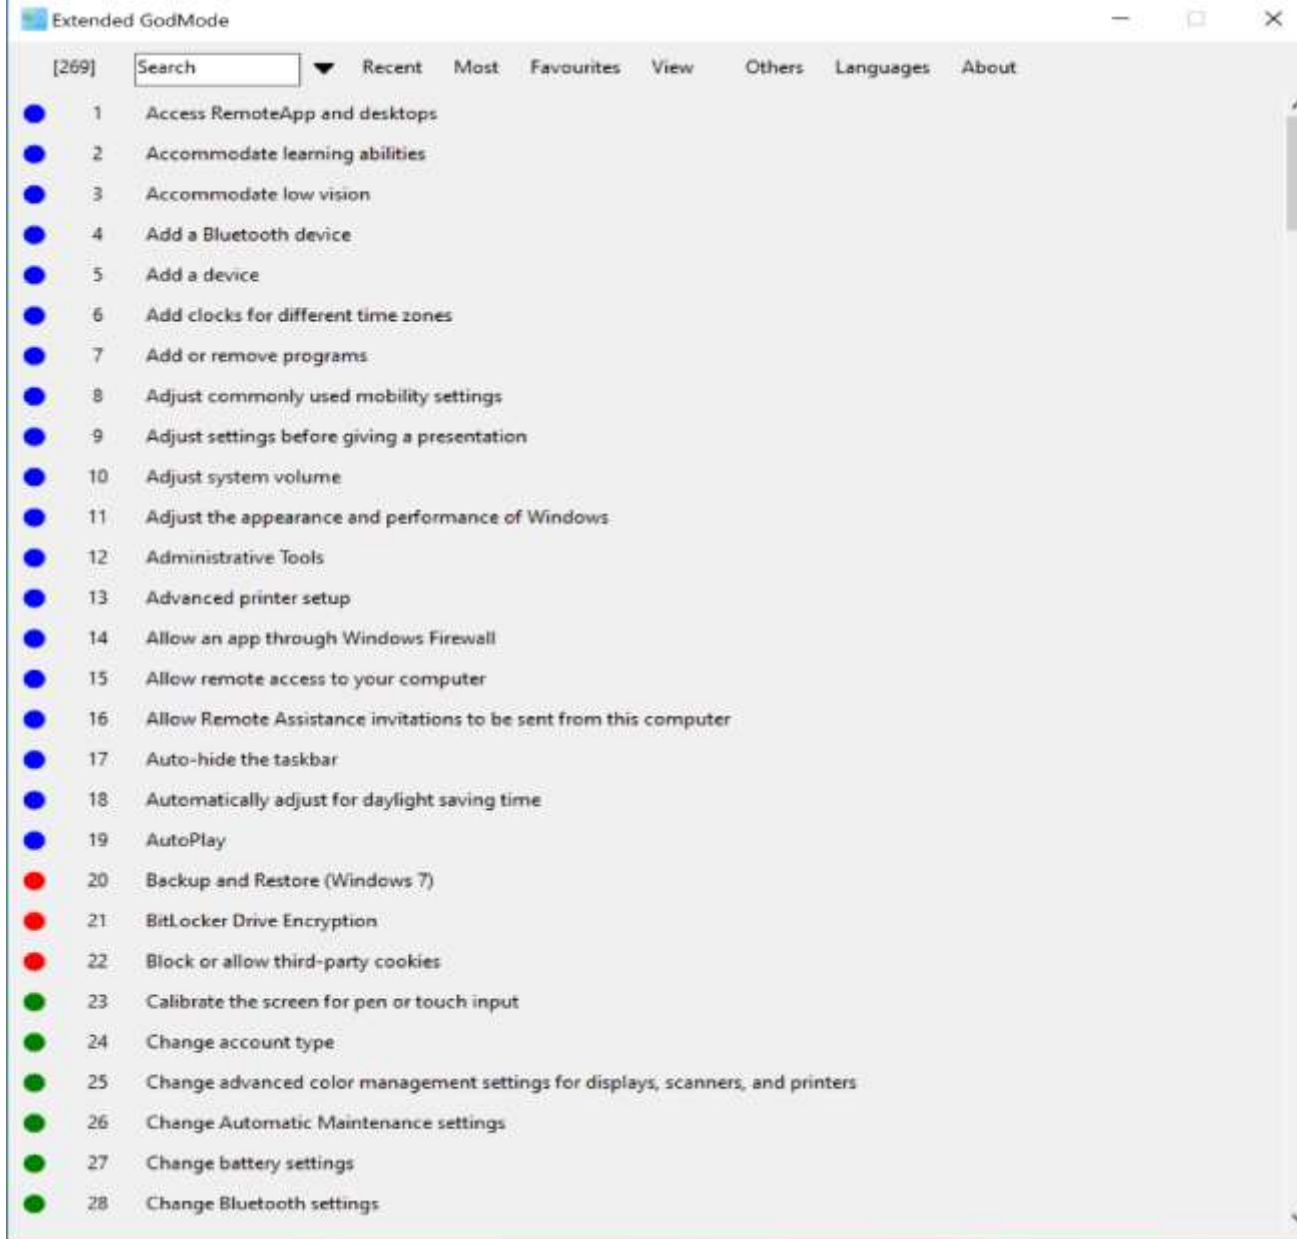 Extended GodMode
[269] Search Recent Most Favourites View Others Languages About
1 Access RemoteApp and desktops
2 Accommodate learning abilities
3 Accommodate low vision
4 Add a Bluetooth device
5 Add a device
6 Add clocks for different time zones
7 Add or remove programs
8 Adjust commonly used mobility settings
9 Adjust settings before giving a presentation
10 Adjust system volume
11 Adjust the appearance and performance of Windows
12 Administrative Tools
13 Advanced printer setup
14 Allow an app through Windows Firewall
15 Allow remote access to your computer
16 Allow Remote Assistance invitations to be sent from this computer
17 Auto-hide the taskbar
18 Automatically adjust for daylight saving time
19 AutoPlay
20 Backup and Restore (Windows 7)
21 BitLocker Drive Encryption
22 Block or allow third-party cookies
23 Calibrate the screen for pen or touch input
24 Change account type
25 Change advanced color management settings for displays, scanners, and printers
26 Change Automatic Maintenance settings
27 Change battery settings
28 Change Bluetooth settings